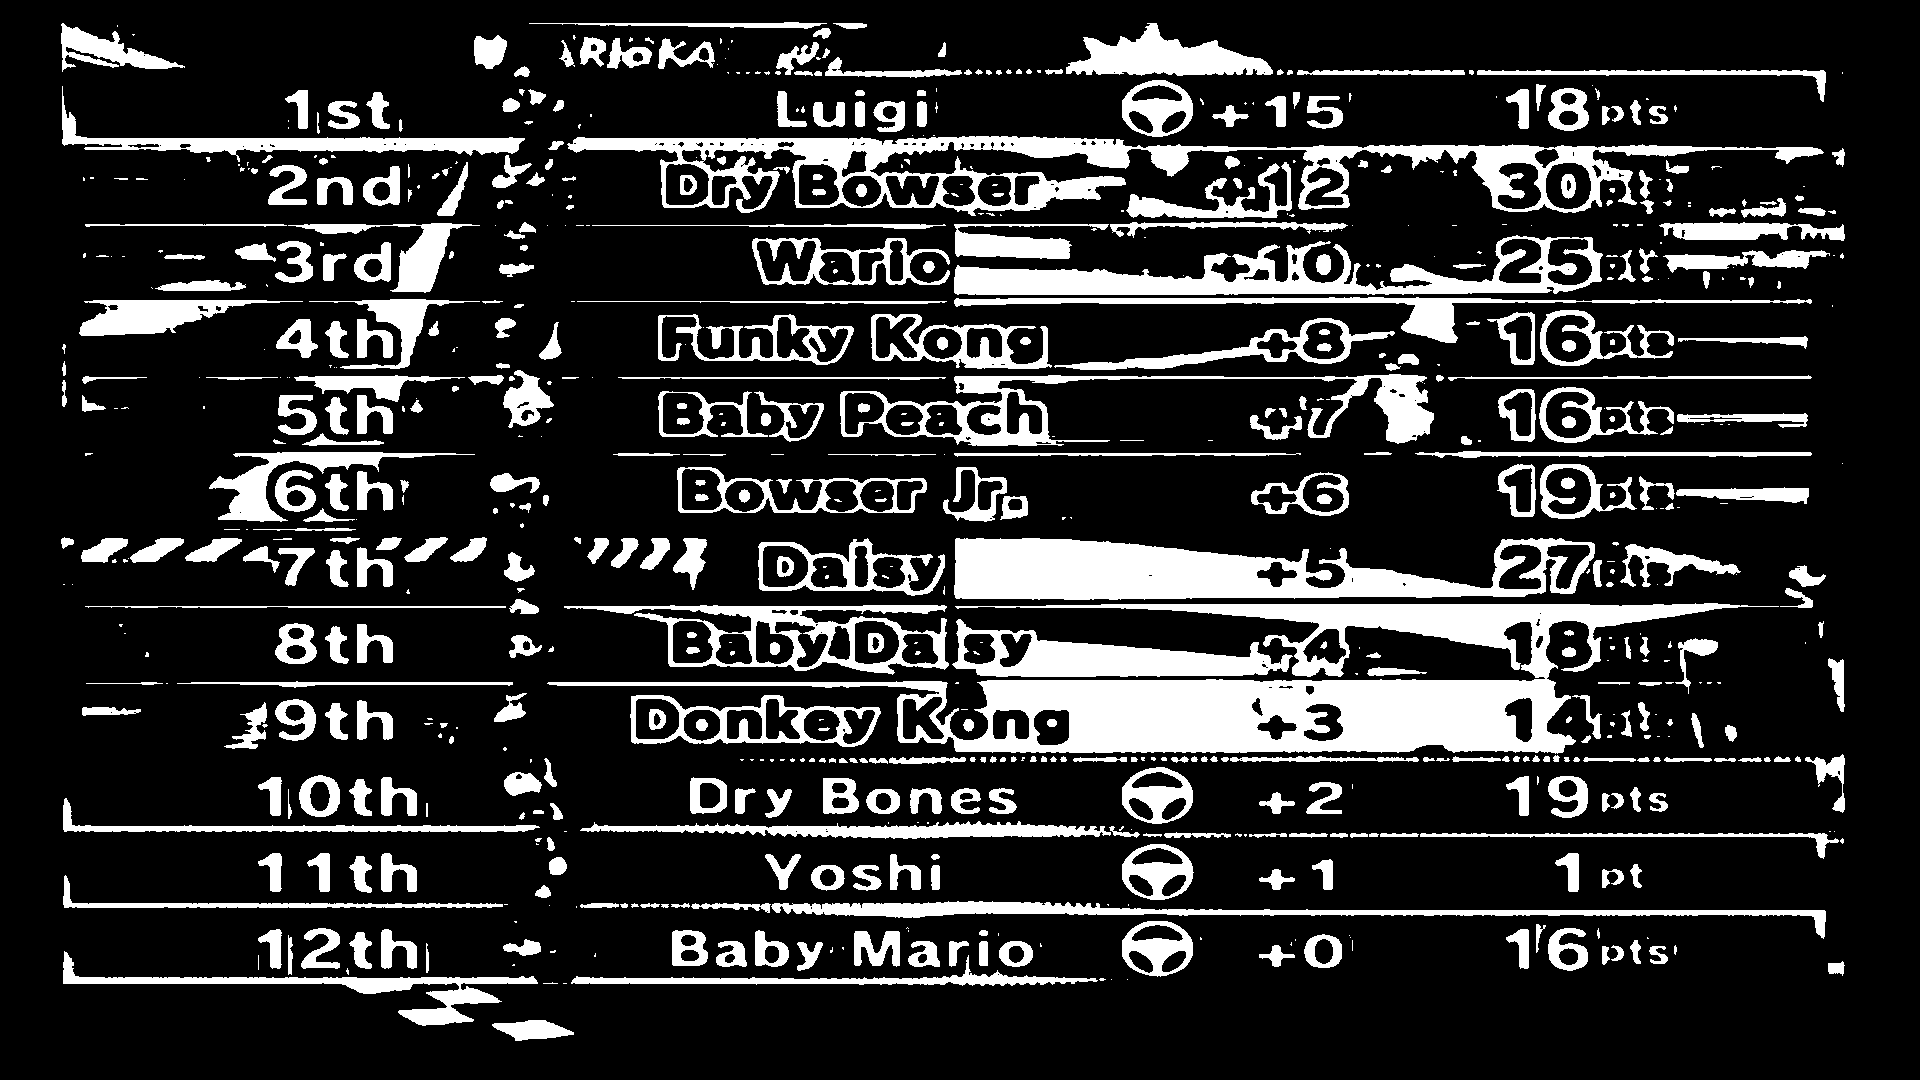 ARIO KA
1st Luigi +15 18pts
2nd Dry Bowser +12 30pts
3rd Wario +10 25pts
4th Funky Kong +8 16pts
5th Baby Peach +7 16pts
6th Bowser Jr. +6 19pts
7th Daisy +5 27pts
8th Baby Daisy +4 18pts
9th Donkey Kong +3 14pts
10th Dry Bones +2 19pts
11th Yoshi +1 1pt
12th Baby Mario +0 16pts